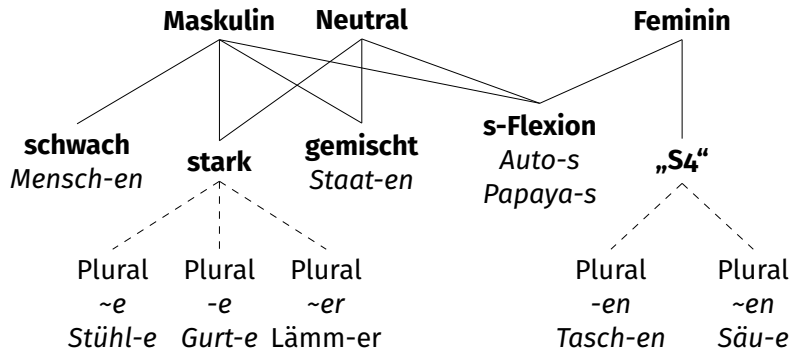 Maskulin Neutral Feminin
schwach
Mensch-en
stark
gemischt
Staat-en
s-Flexion
Auto-s
Papaya-s
„S4“
Plural
~e
Stühl-e
Plural
-e
Gurt-e
Plural
~er
Lämm-er
Plural
-en
Tasch-en
Plural
~en
Säu-e